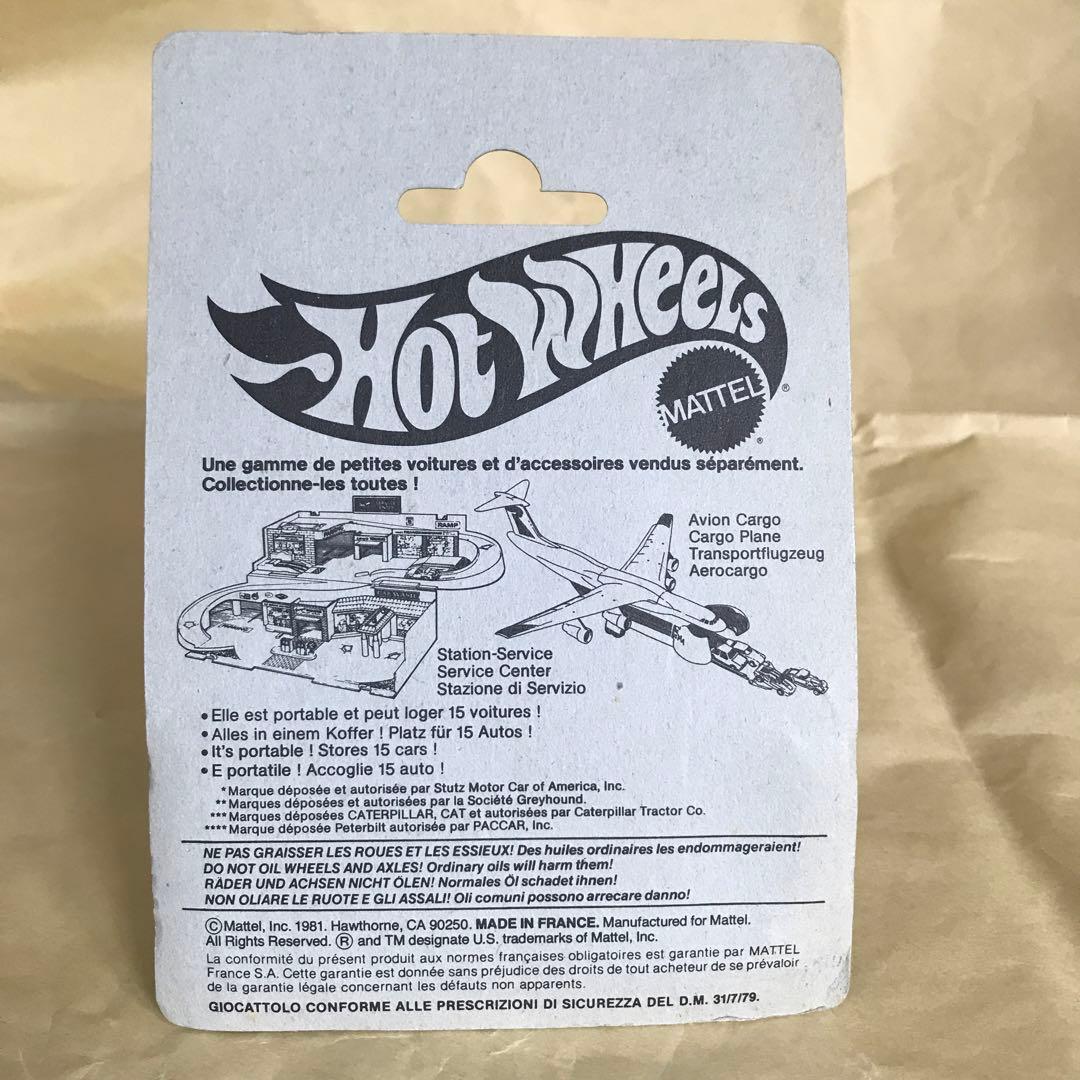 Hot Wheels
MATTEL ®
®
Une gamme de petites voitures et d'accessoires vendus séparément.
Collectionne-les toutes !
RAMP
CAR WASH
Avion Cargo
Cargo Plane
Transportflugzeug
Aerocargo
Station-Service
Service Center
Stazione di Servizio
• Elle est portable et peut loger 15 voitures !
• Alles in einem Koffer ! Platz für 15 Autos !
• It's portable ! Stores 15 cars !
• E portatile ! Accoglie 15 auto !
* Marque déposée et autorisée par Stutz Motor Car of America, Inc.
** Marques déposées et autorisées par la Société Greyhound.
*** Marques déposées CATERPILLAR, CAT et autorisées par Caterpillar Tractor Co.
**** Marque déposée Peterbilt autorisée par PACCAR, Inc.
NE PAS GRAISSER LES ROUES ET LES ESSIEUX! Des huiles ordinaires les endommageraient!
DO NOT OIL WHEELS AND AXLES! Ordinary oils will harm them!
RÄDER UND ACHSEN NICHT ÖLEN! Normales Öl schadet ihnen!
NON OLIARE LE RUOTE E GLI ASSALI! Oli comuni possono arrecare danno!
©Mattel, Inc. 1981. Hawthorne, CA 90250. MADE IN FRANCE. Manufactured for Mattel.
All Rights Reserved. ® and TM designate U.S. trademarks of Mattel, Inc.
La conformité du présent produit aux normes françaises obligatoires est garantie par MATTEL
France S.A. Cette garantie est donnée sans préjudice des droits de tout acheteur de se prévaloir
de la garantie légale concernant les défauts non apparents.
GIOCATTOLO CONFORME ALLE PRESCRIZIONI DI SICUREZZA DEL D.M. 31/7/79.